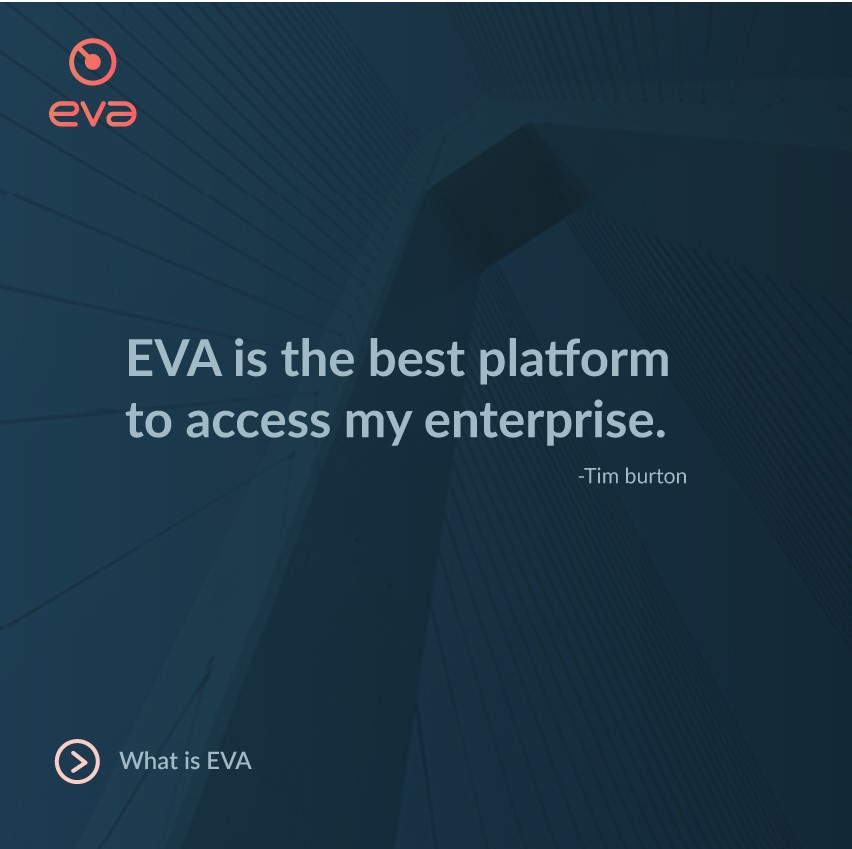 eva
EVA is the best platform
to access my enterprise.
-Tim burton
What is EVA